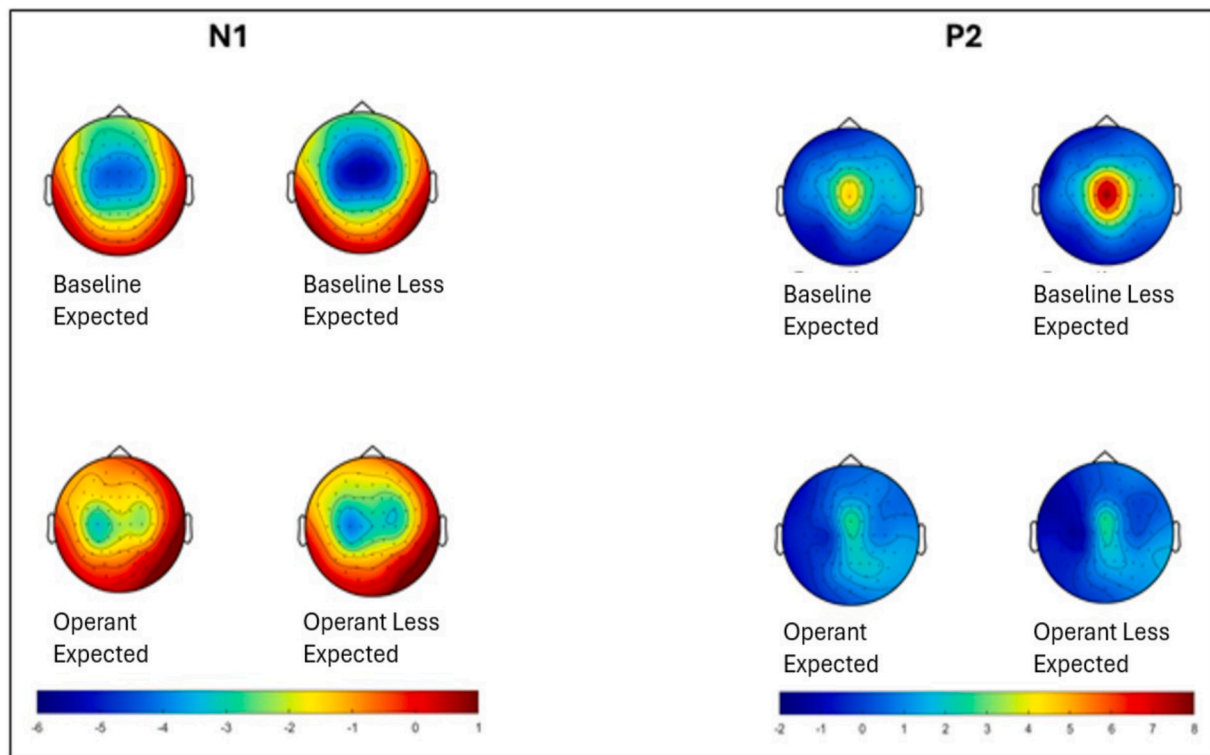 N1
P2
Baseline
Expected
Baseline Less
Expected
Baseline
Expected
Baseline Less
Expected
Operant
Expected
Operant Less
Expected
Operant
Expected
Operant Less
Expected
-6 -5 -4 -3 -2 -1 0 1
-2 -1 0 1 2 3 4 5 6 7 8